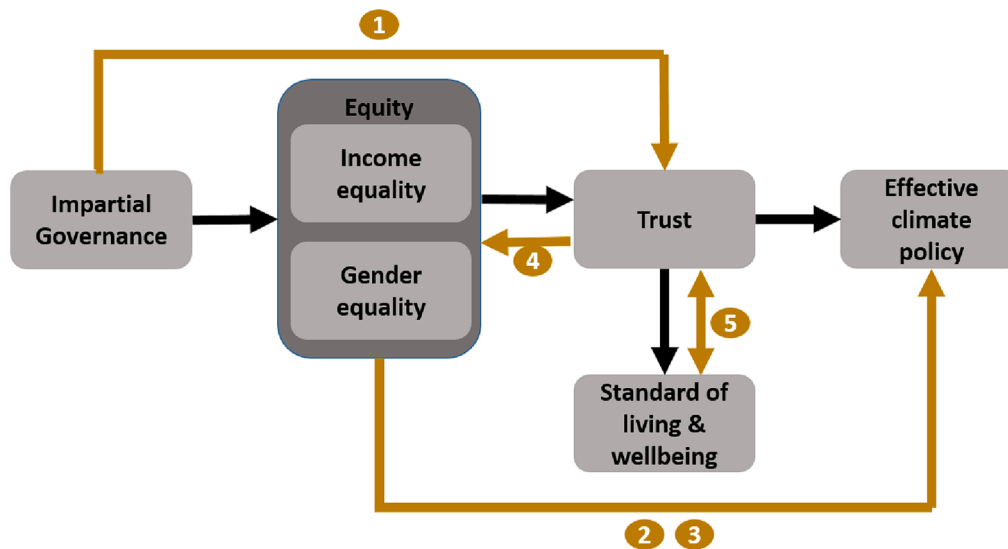 1
Equity
Income
equality
Impartial
Governance
Trust
Effective
climate
policy
4
Gender
equality
5
Standard of
living &
wellbeing
2 3